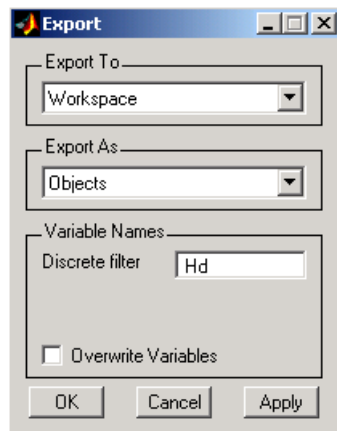 Export
Export To
Workspace
Export As
Objects
Variable Names
Discrete filter Hd
Overwrite Variables
OK Cancel Apply